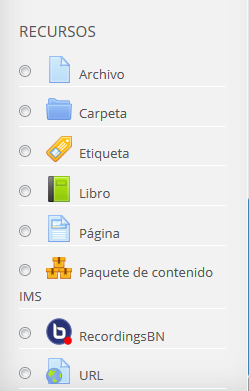 RECURSOS
Archivo
Carpeta
Etiqueta
Libro
Página
Paquete de contenido
IMS
RecordingsBN
URL